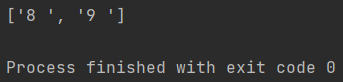 ['8 ', '9 ']
Process finished with exit code 0